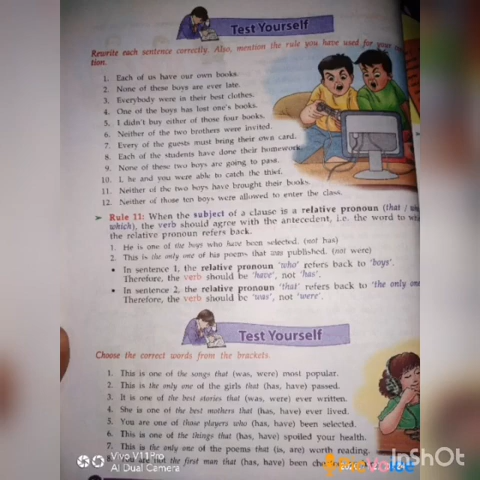 Test Yourself
Rewrite each sentence correctly. Also, mention the rule you have used for your
tion.
1. Each of us have our own books.
2. None of these boys are ever late.
3. Everybody were in their best clothes.
4. One of the boys has lost one's books.
5. I didn't buy either of those four books.
6. Neither of the two brothers were invited.
7. Every of the guests must bring their own card.
8. Each of the students have done their homework.
9. None of these two boys are going to pass.
10. I, he and you were able to catch the thief.
11. Neither of the two boys have brought their books.
12. Neither of those ten boys were allowed to enter the class.
➤ Rule 11: When the subject of a clause is a relative pronoun (that /
which), the verb should agree with the antecedent, i.e. the word to
the relative pronoun refers back.
1. He is one of the boys who have been selected. (not has)
2. This is the only one of his poems that was published. (not were)
• In sentence 1, the relative pronoun 'who' refers back to 'boys'.
Therefore, the verb should be 'have', not 'has'.
• In sentence 2, the relative pronoun 'that' refers back to 'the only one
Therefore, the verb should be 'was', not 'were'.
Test Yourself
Choose the correct words from the brackets.
1. This is one of the songs that (was, were) most popular.
2. This is the only one of the girls that (has, have) passed.
3. It is one of the best stories that (was, were) ever written.
4. She is one of the best mothers that (has, have) ever lived.
5. You are one of those players who (has, have) been selected.
6. This is one of the things that (has, have) spoiled your health.
7. This is the only one of the poems that (is, are) worth reading.
8. You are not the first man that (has, have) been
Vivo V11Pro
AI Dual Camera
InShOt